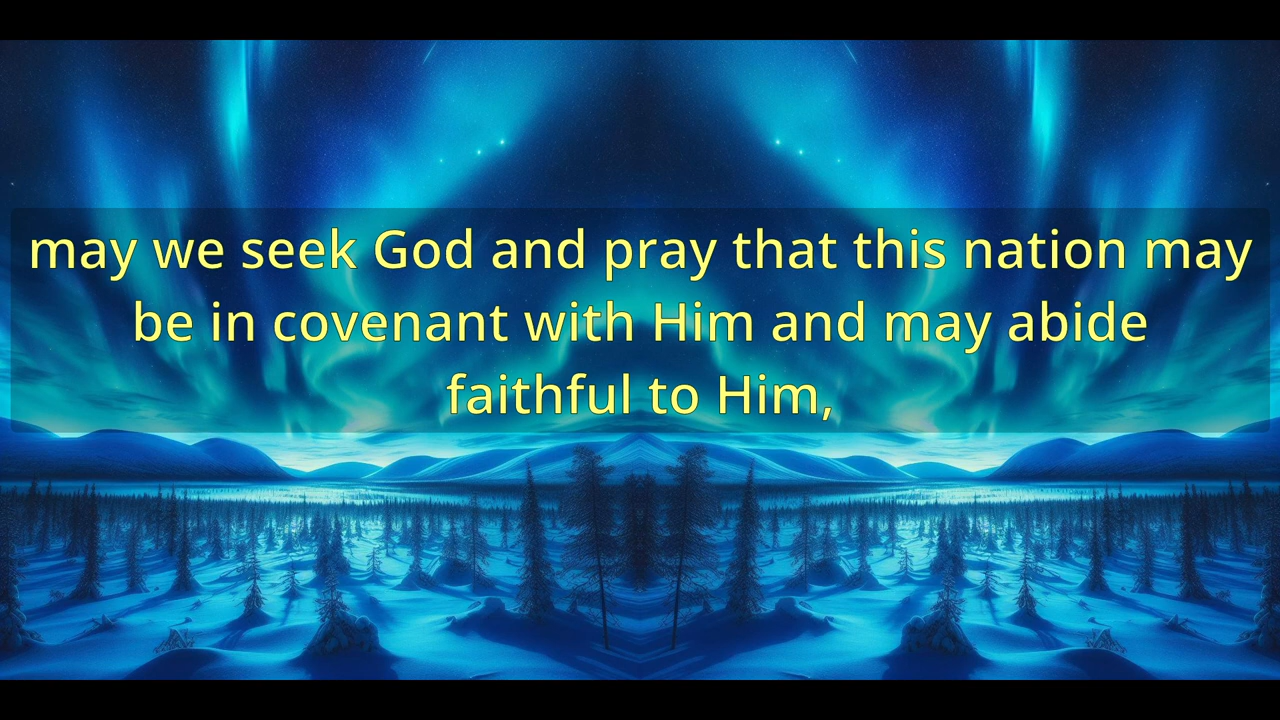 may we seek God and pray that this nation may
be in covenant with Him and may abide
faithful to Him,